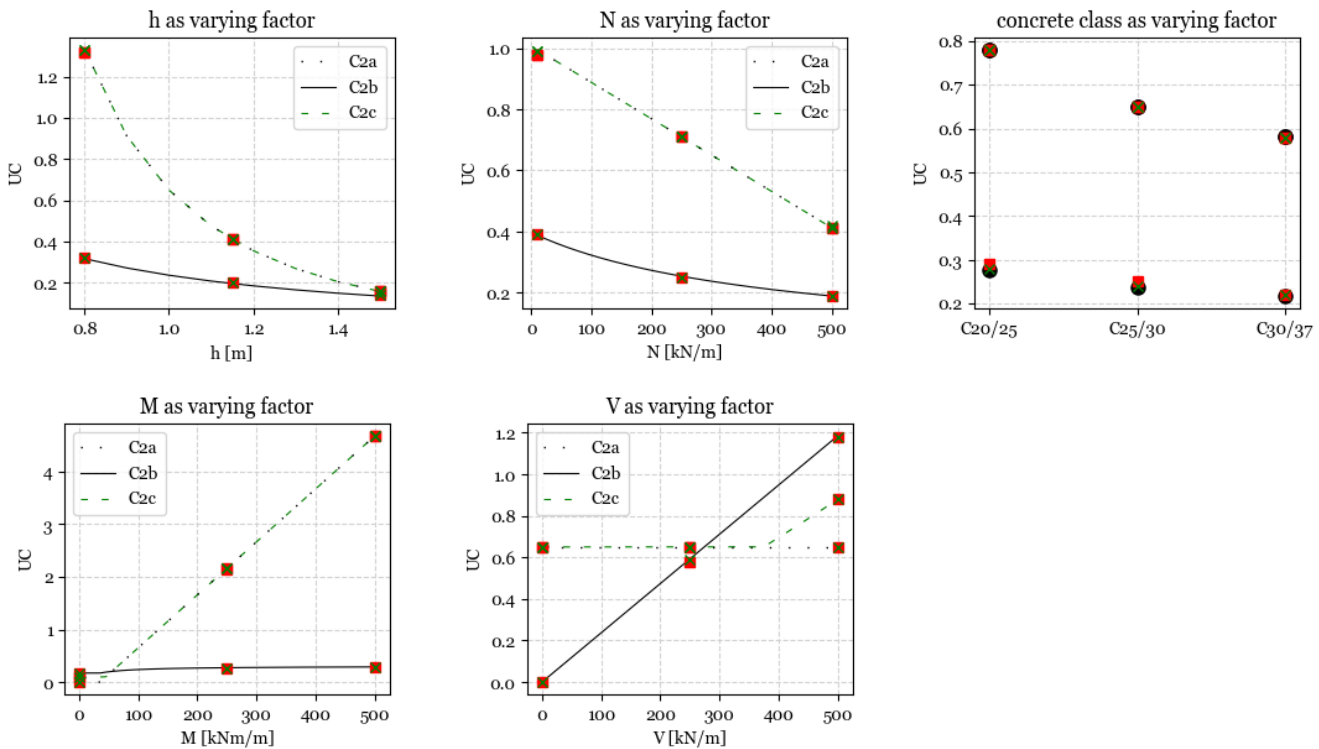 h as varying factor
UC
1.2
1.0
0.8
0.6
0.4
0.2
C2a
C2b
C2c
0.8
1.0
1.2
1.4
h [m]
N as varying factor
UC
1.0
0.8
0.6
0.4
0.2
C2a
C2b
C2c
0
100
200
300
400
500
N [kN/m]
concrete class as varying factor
UC
0.8
0.7
0.6
0.5
0.4
0.3
0.2
C20/25
C25/30
C30/37
M as varying factor
UC
4
3
2
1
0
C2a
C2b
C2c
0
100
200
300
400
500
M [kNm/m]
V as varying factor
UC
1.2
1.0
0.8
0.6
0.4
0.2
0.0
C2a
C2b
C2c
0
100
200
300
400
500
V [kN/m]